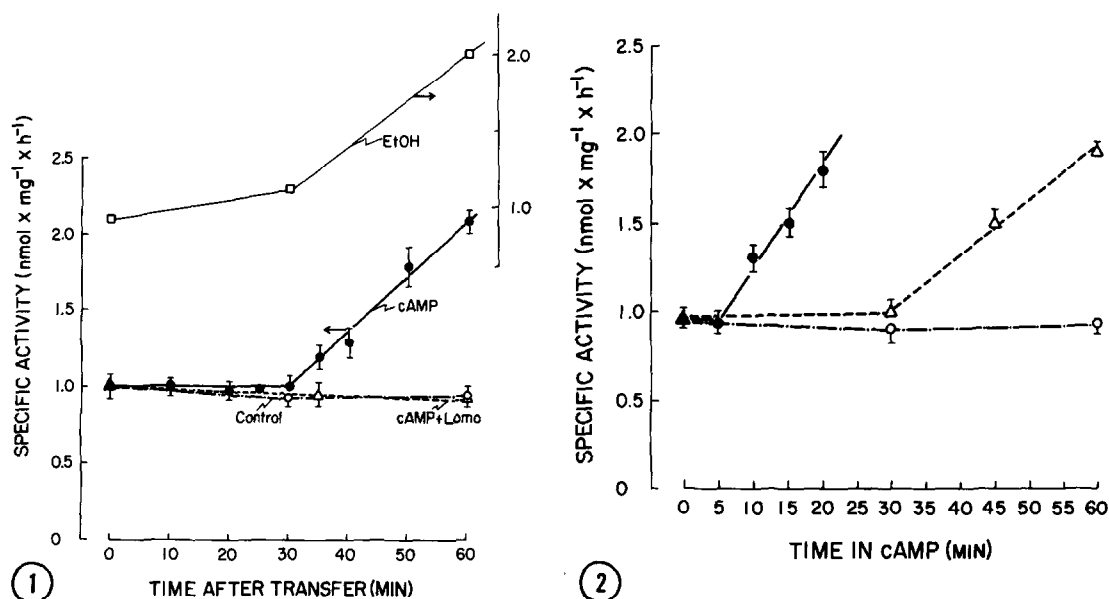 SPECIFIC ACTIVITY (nmol x mg⁻¹ x h⁻¹)
2.5
2.0
1.5
1.0
0.5
0
2.0
1.0
EtOH
cAMP
Control
cAMP+Lomo
0 10 20 30 40 50 60
TIME AFTER TRANSFER (MIN)
1
SPECIFIC ACTIVITY (nmol x mg⁻¹ x h⁻¹)
2.5
2.0
1.5
1.0
0.5
0
0 5 10 15 20 25 30 35 40 45 50 55 60
TIME IN cAMP (MIN)
2